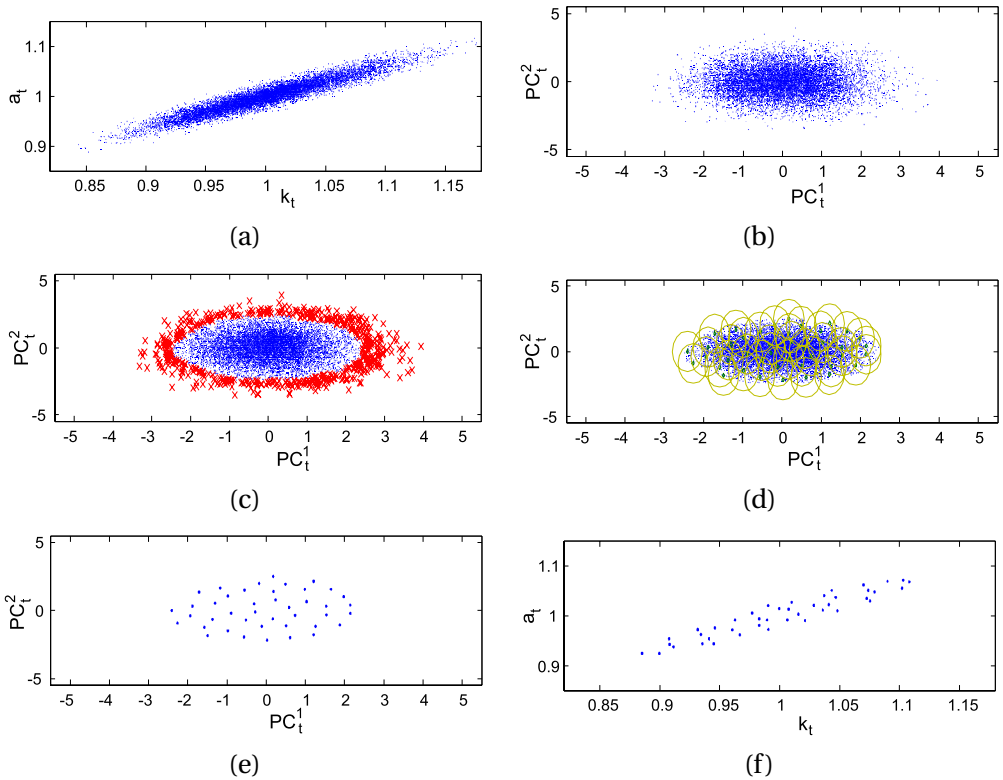 1.1
1
0.9
a_t
0.85 0.9 0.95 1 1.05 1.1 1.15
k_t
(a)
5
0
-5
PC_t^2
-5 -4 -3 -2 -1 0 1 2 3 4 5
PC_t^1
(b)
5
0
-5
PC_t^2
-5 -4 -3 -2 -1 0 1 2 3 4 5
PC_t^1
(c)
5
0
-5
PC_t^2
-5 -4 -3 -2 -1 0 1 2 3 4 5
PC_t^1
(d)
5
0
-5
PC_t^2
-5 -4 -3 -2 -1 0 1 2 3 4 5
PC_t^1
(e)
1.1
1
0.9
a_t
0.85 0.9 0.95 1 1.05 1.1 1.15
k_t
(f)